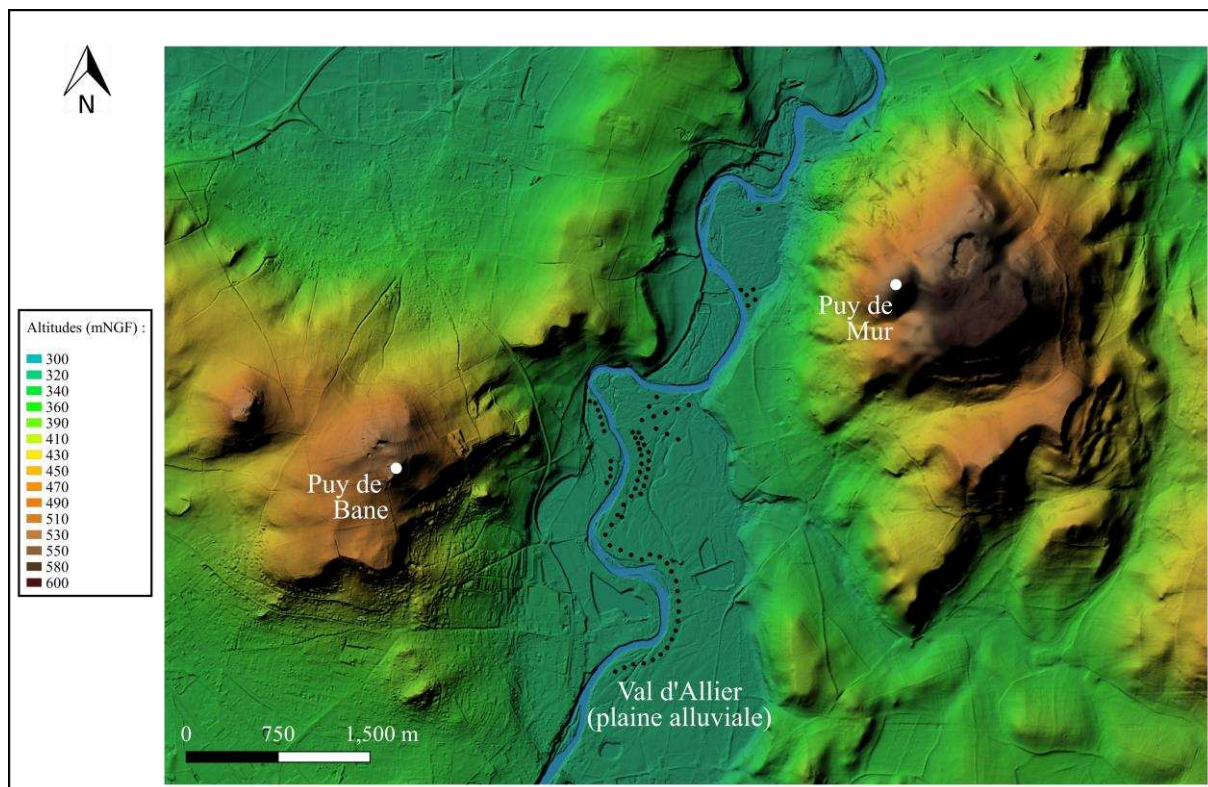 N
Altitudes (mNGF) :
300
320
340
360
390
410
430
450
470
490
510
530
550
580
600
Puy de
Mur
Puy de
Bane
Val d'Allier
(plaine alluviale)
0 750 1,500 m